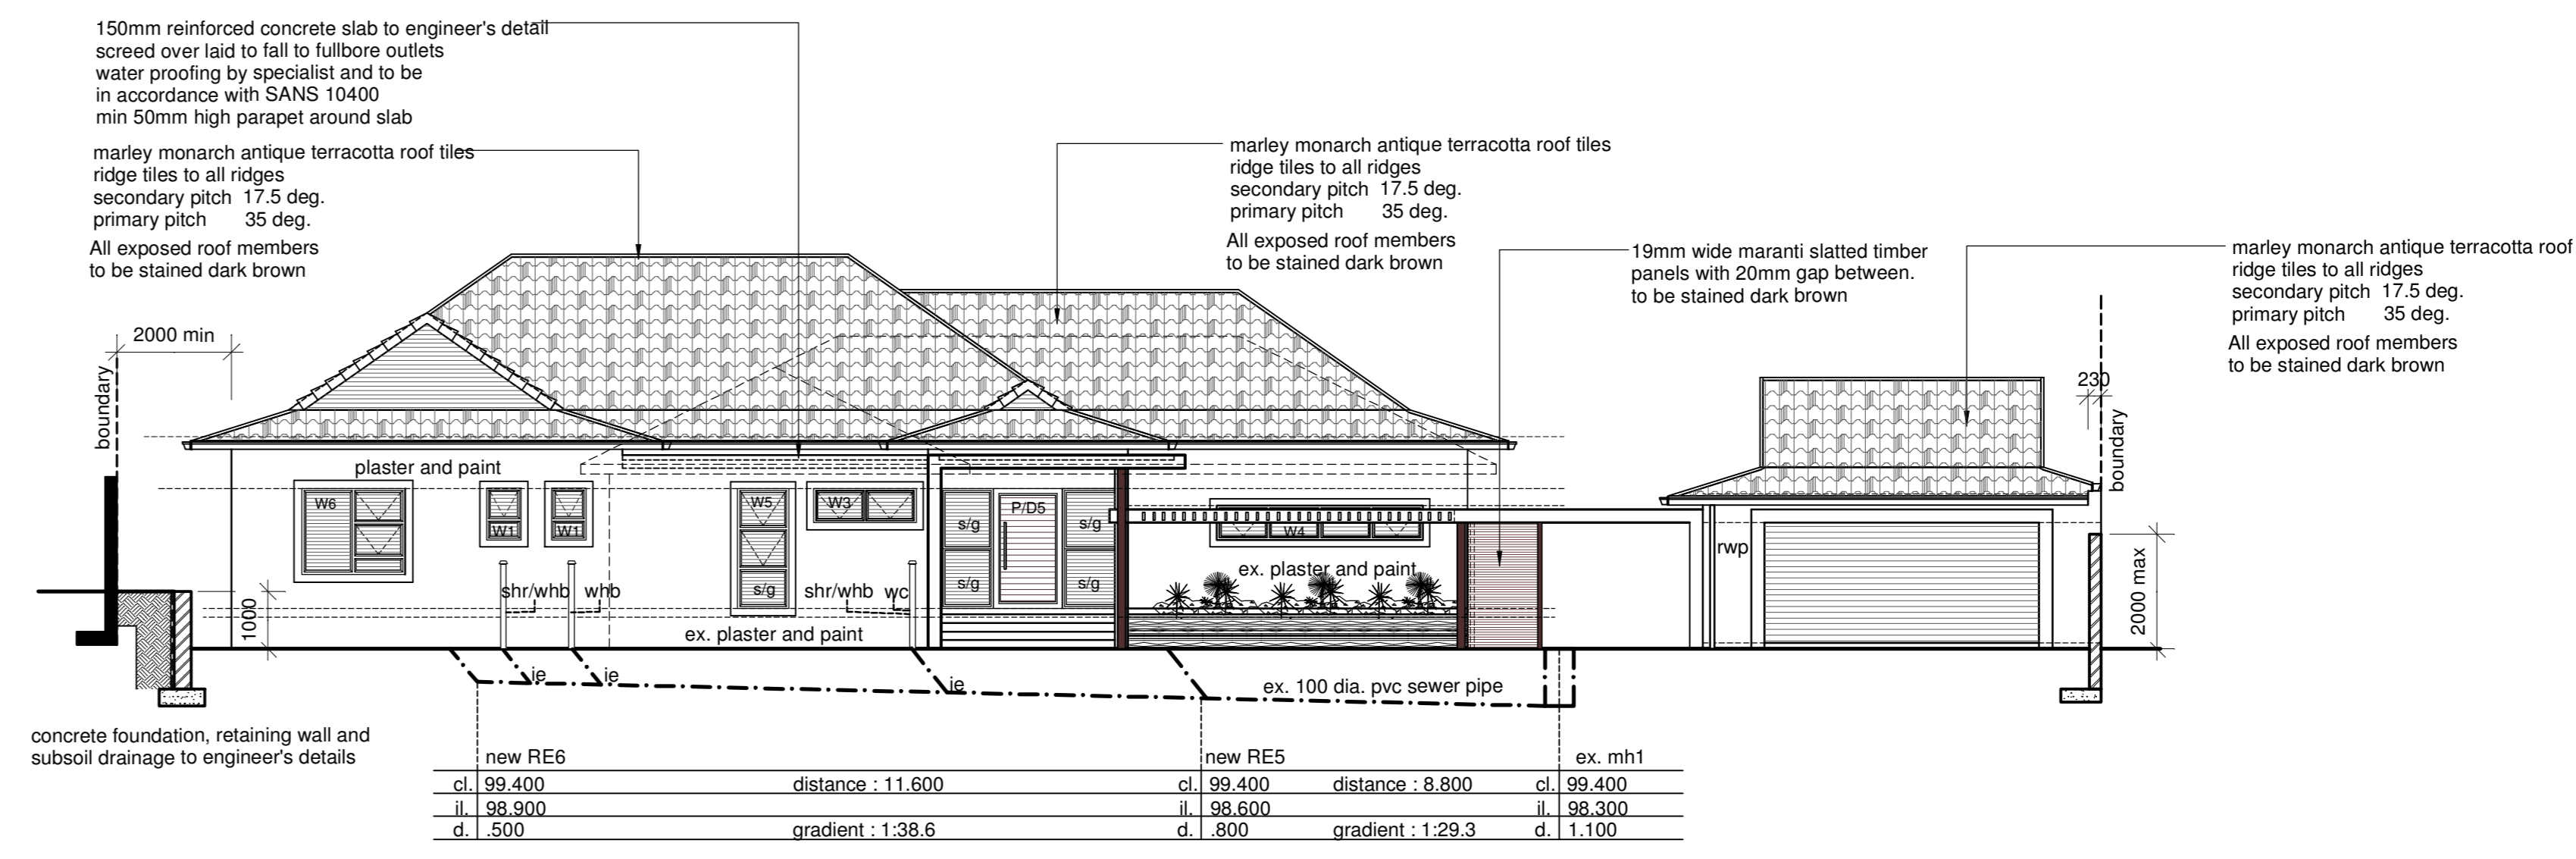 150mm reinforced concrete slab to engineer's detail
screed over laid to fall to fullbore outlets
water proofing by specialist and to be
in accordance with SANS 10400
min 50mm high parapet around slab
marley monarch antique terracotta roof tiles
ridge tiles to all ridges
secondary pitch 17.5 deg.
primary pitch 35 deg.
All exposed roof members
to be stained dark brown
marley monarch antique terracotta roof tiles
ridge tiles to all ridges
secondary pitch 17.5 deg.
primary pitch 35 deg.
All exposed roof members
to be stained dark brown
19mm wide maranti slatted timber
panels with 20mm gap between.
to be stained dark brown
marley monarch antique terracotta roof
ridge tiles to all ridges
secondary pitch 17.5 deg.
primary pitch 35 deg.
All exposed roof members
to be stained dark brown
2000 min
boundary
230
boundary
plaster and paint
W6
W1
W1
W5
W3
s/g
P/D5
s/g
W4
rwp
s/g
s/g
s/g
ex. plaster and paint
shr/whb
whb
shr/whb
wc
1000
2000 max
ex. plaster and paint
ie
ie
ie
ex. 100 dia. pvc sewer pipe
concrete foundation, retaining wall and
subsoil drainage to engineer's details
new RE6
new RE5
ex. mh1
cl. 99.400 distance : 11.600 cl. 99.400 distance : 8.800 cl. 99.400
il. 98.900 il. 98.600 il. 98.300
d. .500 gradient : 1:38.6 d. .800 gradient : 1:29.3 d. 1.100